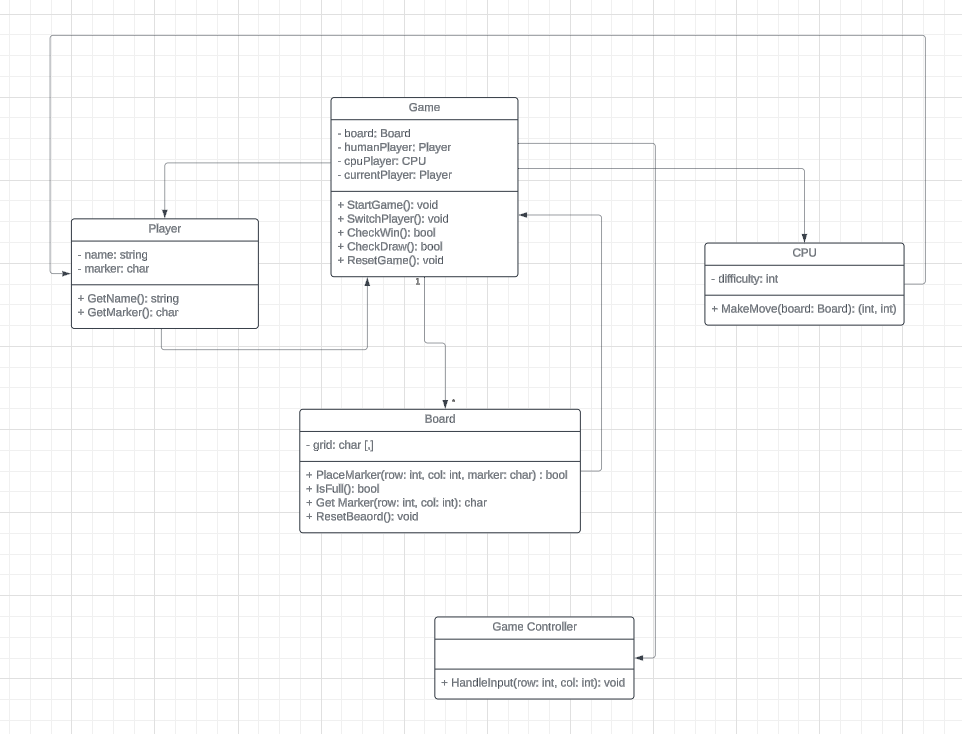 Game
- board: Board
- humanPlayer: Player
- cpuPlayer: CPU
- currentPlayer: Player
+ StartGame(): void
+ SwitchPlayer(): void
+ CheckWin(): bool
+ CheckDraw(): bool
+ ResetGame(): void
Player
- name: string
- marker: char
+ GetName(): string
+ GetMarker(): char
CPU
- difficulty: int
+ MakeMove(board: Board): (int, int)
1
*
Board
- grid: char [,]
+ PlaceMarker(row: int, col: int, marker: char) : bool
+ IsFull(): bool
+ Get Marker(row: int, col: int): char
+ ResetBeaord(): void
Game Controller
+ HandleInput(row: int, col: int): void